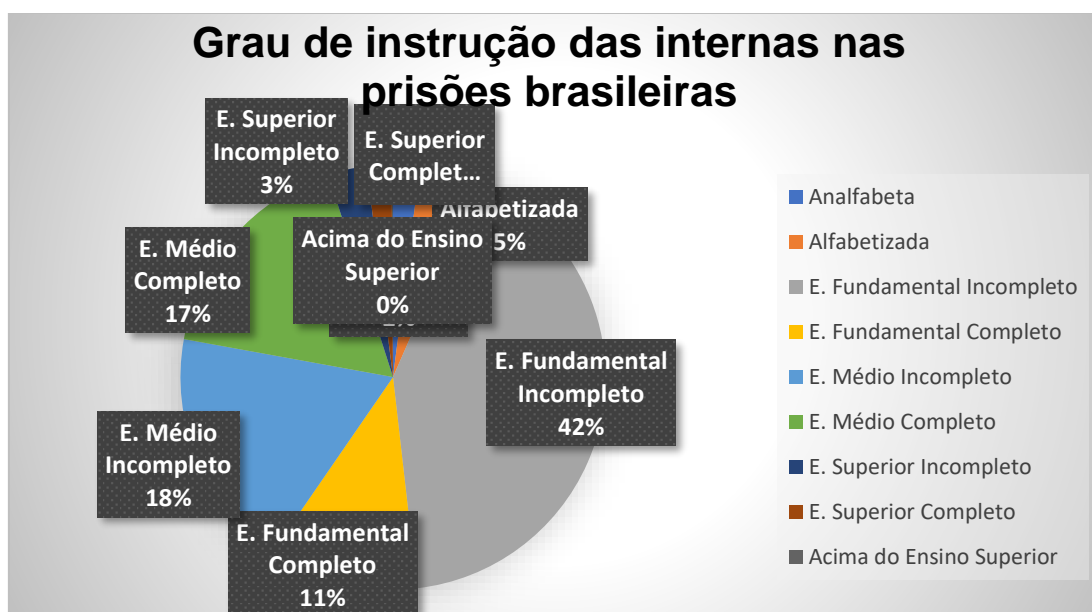 Grau de instrução das internas nas
prisões brasileiras
E. Superior
Incompleto
3%
E. Superior
Complet...
Alfabetizada
5%
Acima do Ensino
Superior
0%
E. Médio
Completo
17%
E. Fundamental
Incompleto
42%
E. Médio
Incompleto
18%
E. Fundamental
Completo
11%
Analfabeta
Alfabetizada
E. Fundamental Incompleto
E. Fundamental Completo
E. Médio Incompleto
E. Médio Completo
E. Superior Incompleto
E. Superior Completo
Acima do Ensino Superior